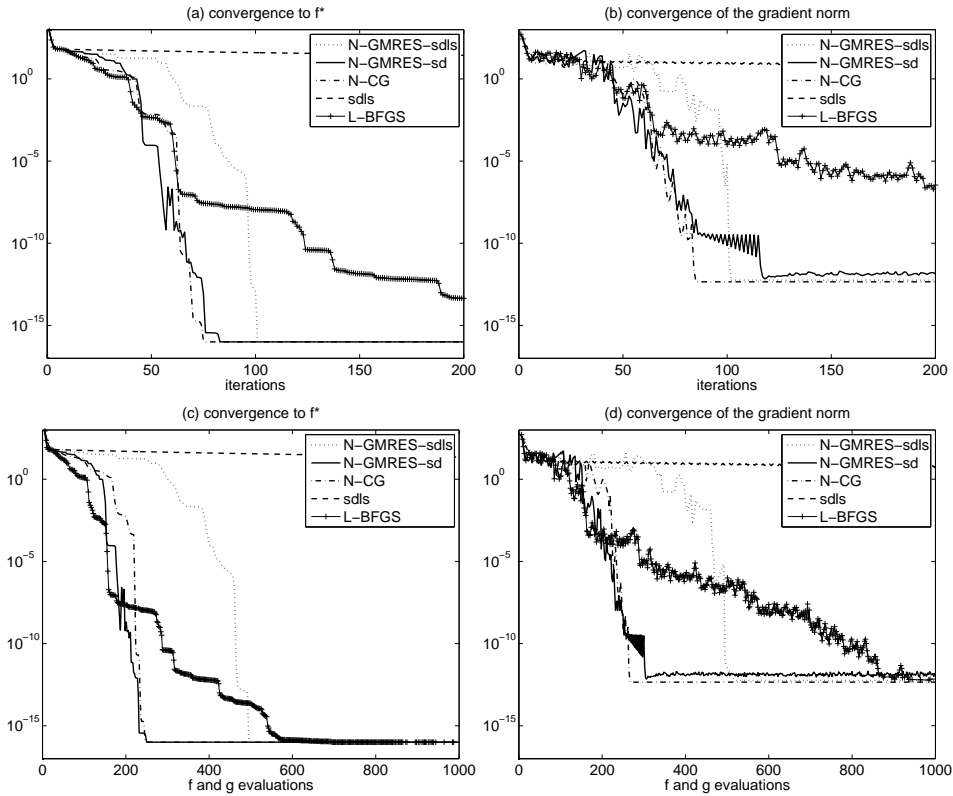 (a) convergence to f*
N−GMRES−sdls
N−GMRES−sd
N−CG
sdls
L−BFGS
10^0
10^−5
10^−10
10^−15
0 50 100 150 200
iterations
(b) convergence of the gradient norm
N−GMRES−sdls
N−GMRES−sd
N−CG
sdls
L−BFGS
10^0
10^−5
10^−10
10^−15
0 50 100 150 200
iterations
(c) convergence to f*
N−GMRES−sdls
N−GMRES−sd
N−CG
sdls
L−BFGS
10^0
10^−5
10^−10
10^−15
0 200 400 600 800 1000
f and g evaluations
(d) convergence of the gradient norm
N−GMRES−sdls
N−GMRES−sd
N−CG
sdls
L−BFGS
10^0
10^−5
10^−10
10^−15
0 200 400 600 800 1000
f and g evaluations